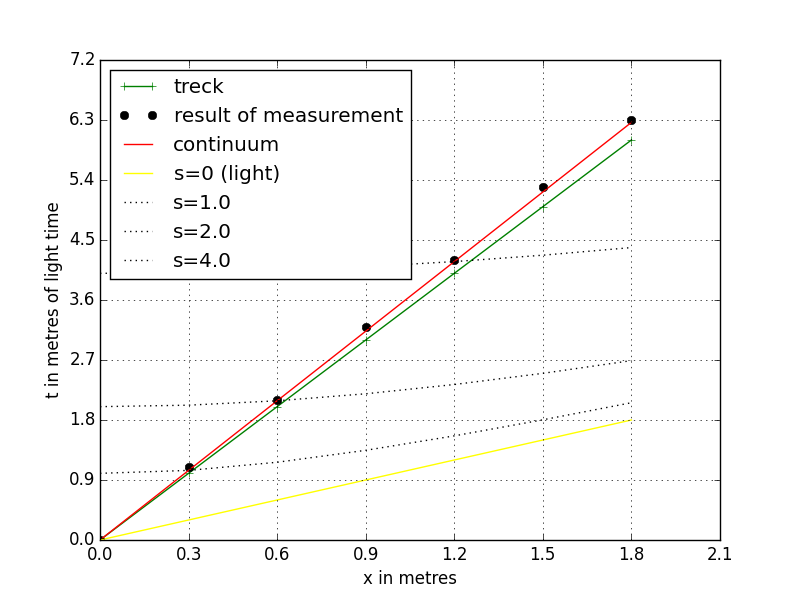 7.2
6.3
5.4
4.5
3.6
2.7
1.8
0.9
0.0
t in metres of light time
treck
result of measurement
continuum
s=0 (light)
s=1.0
s=2.0
s=4.0
0.0 0.3 0.6 0.9 1.2 1.5 1.8 2.1
x in metres